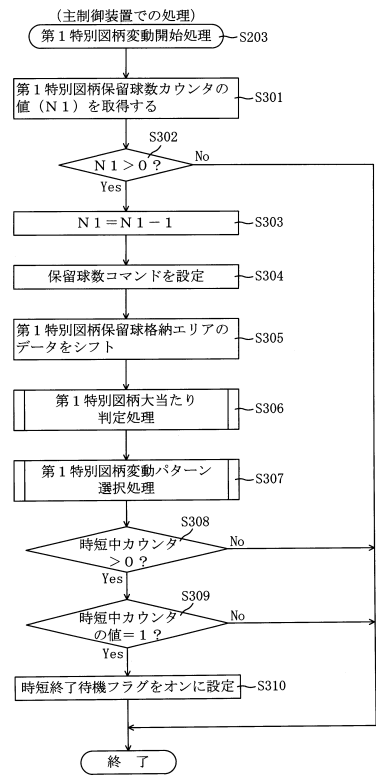 （主制御装置での処理）
第１特別図柄変動開始処理
S203
第１特別図柄保留球数カウンタの
値（Ｎ１）を取得する
S301
S302
Ｎ１＞０？
No
Yes
Ｎ１＝Ｎ１－１
S303
保留球数コマンドを設定
S304
第１特別図柄保留球格納エリアの
データをシフト
S305
第１特別図柄大当たり
判定処理
S306
第１特別図柄変動パターン
選択処理
S307
S308
時短中カウンタ
＞０？
No
Yes
S309
時短中カウンタ
の値＝１？
No
Yes
時短終了待機フラグをオンに設定
S310
終　了